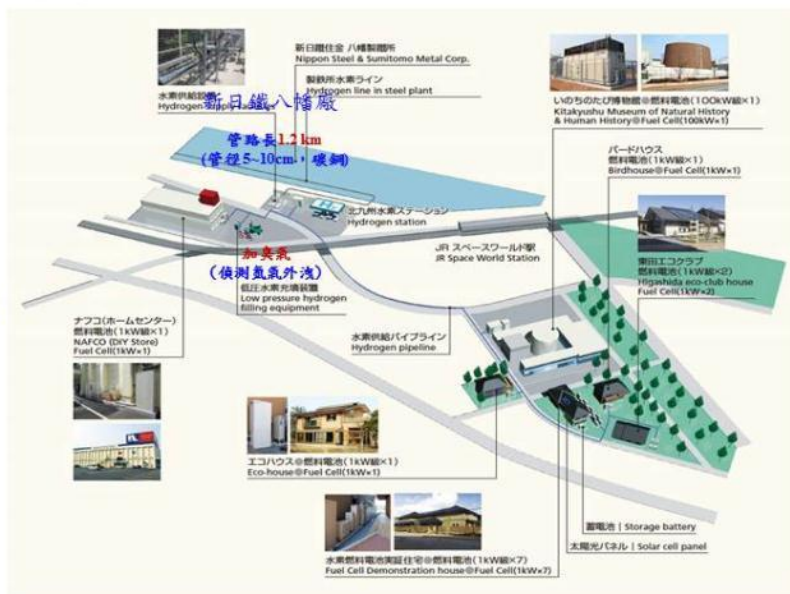 新日鐵住金 八幡製鐵所
Nippon Steel & Sumitomo Metal Corp.
製鉄所水素ライン
Hydrogen line in steel plant
水素供給設備
Hydrogen supply
新日鐵八幡廠
管路長1.2 km
(管徑5~10cm，碳鋼)
いのちのたび博物館@燃料電池(100kW級×1)
Kitakyushu Museum of Natural History
& Human History@Fuel Cell(100kW×1)
バードハウス
燃料電池(1kW級×1)
Birdhouse@Fuel Cell(1kW×1)
北九州水素ステーション
Hydrogen station
JR スペースワールド駅
JR Space World Station
東田エコクラブ
燃料電池(1kW級×2)
Higashida eco-club house
Fuel Cell(1kW×2)
加臭氣
(偵測氫氣外洩)
低圧水素充填装置
Low pressure hydrogen
filling equipment
ナフコ(ホームセンター)
燃料電池(1kW級×1)
NAFCO (DIY Store)
Fuel Cell(1kW×1)
水素供給パイプライン
Hydrogen pipeline
エコハウス@燃料電池(1kW級×1)
Eco-house@Fuel Cell(1kW×1)
蓄電池 | Storage battery
太陽光パネル | Solar cell panel
水素燃料電池実証住宅@燃料電池(1kW級×7)
Fuel Cell Demonstration house@Fuel Cell(1kW×7)